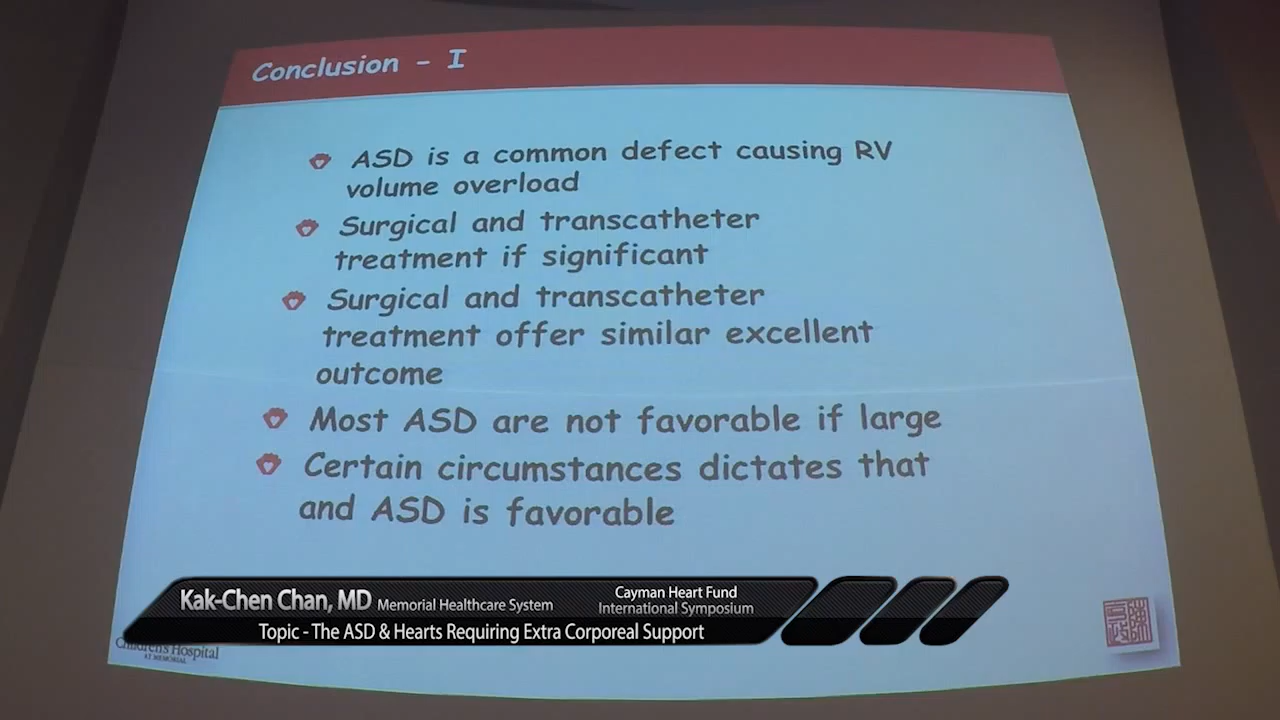 Conclusion - I
ASD is a common defect causing RV
volume overload
Surgical and transcatheter
treatment if significant
Surgical and transcatheter
treatment offer similar excellent
outcome
Most ASD are not favorable if large
Certain circumstances dictates that
and ASD is favorable
Kak-Chen Chan, MD Memorial Healthcare System
Cayman Heart Fund
International Symposium
Topic - The ASD & Hearts Requiring Extra Corporeal Support
Children's Hospital
AT MEMORIAL